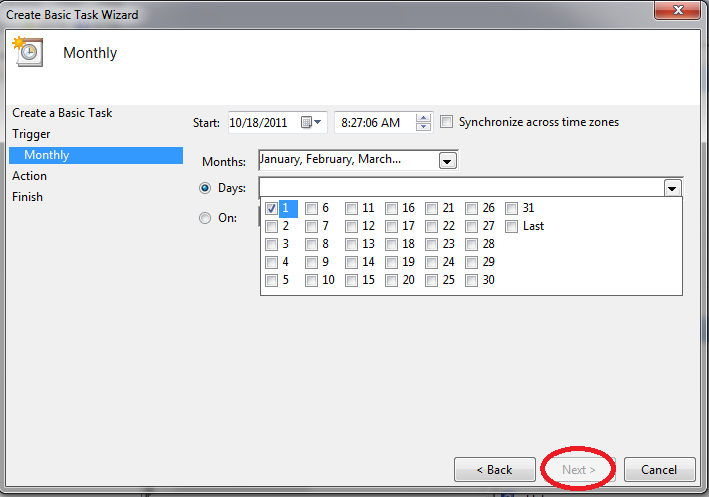 Create Basic Task Wizard
Monthly
Create a Basic Task
Trigger
Monthly
Action
Finish
Start: 10/18/2011 8:27:06 AM Synchronize across time zones
Months: January, February, March...
Days:
On:
1 6 11 16 21 26 31
2 7 12 17 22 27 Last
3 8 13 18 23 28
4 9 14 19 24 29
5 10 15 20 25 30
< Back Next > Cancel